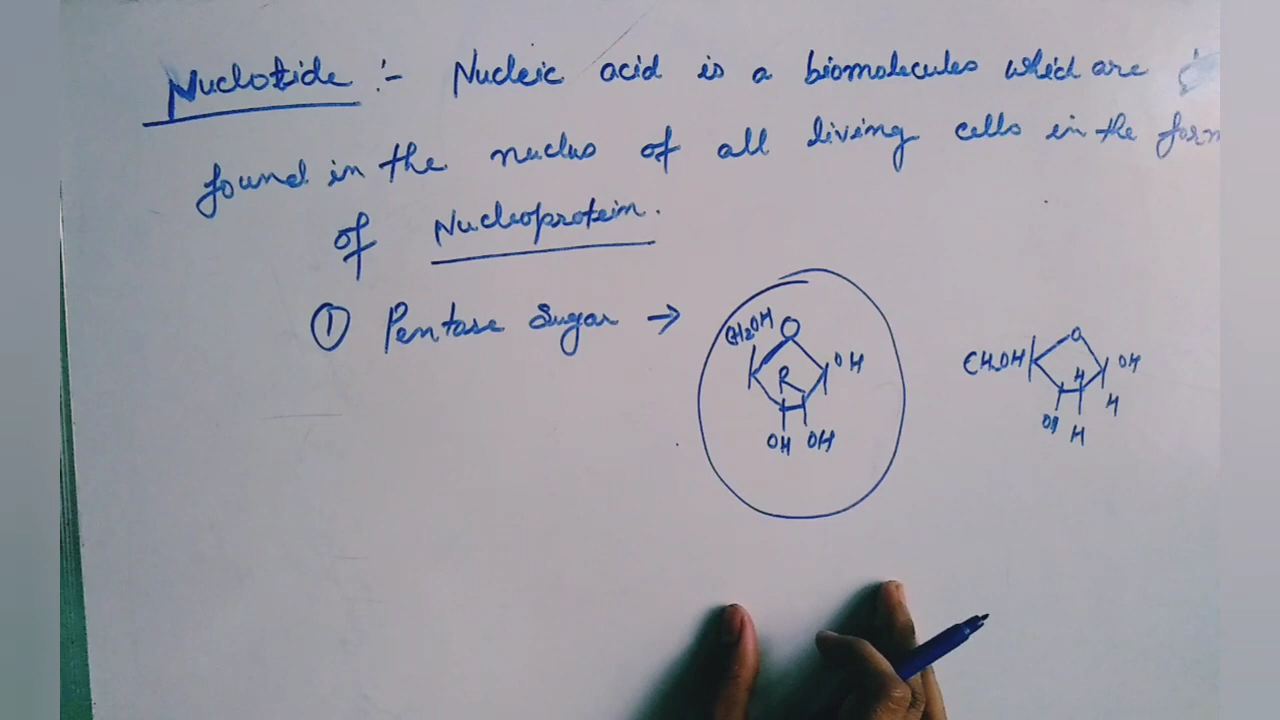 Nuclotide :- Nucleic acid is a biomolecules which are
found in the nuclus of all living cells in the form
of Nucleoprotein.
① Pentose Sugar →
CH2OH O OH
R
OH OH
CH2OH O OH
H H
OH H